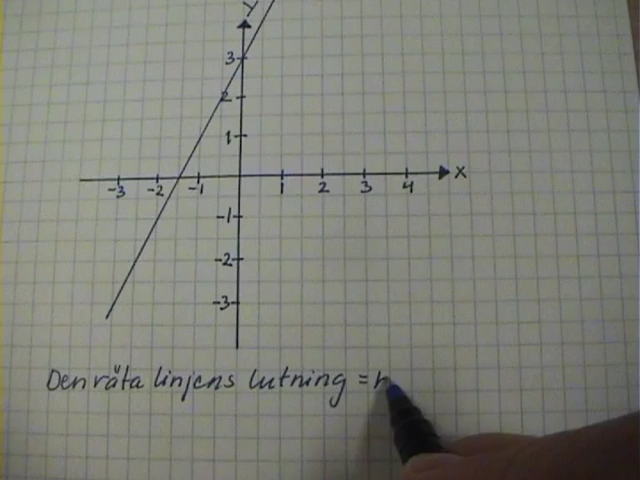 y
3
2
1
-3 -2 -1 1 2 3 4 x
-1
-2
-3
Den räta linjens lutning =